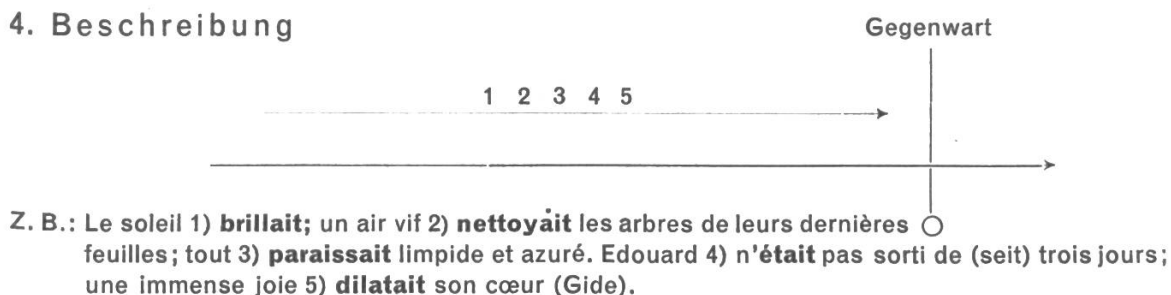 4. Beschreibung
Gegenwart
1 2 3 4 5
Z. B.: Le soleil 1) brillait; un air vif 2) nettoyait les arbres de leurs dernières
feuilles; tout 3) paraissait limpide et azuré. Edouard 4) n'était pas sorti de (seit) trois jours;
une immense joie 5) dilatait son cœur (Gide).